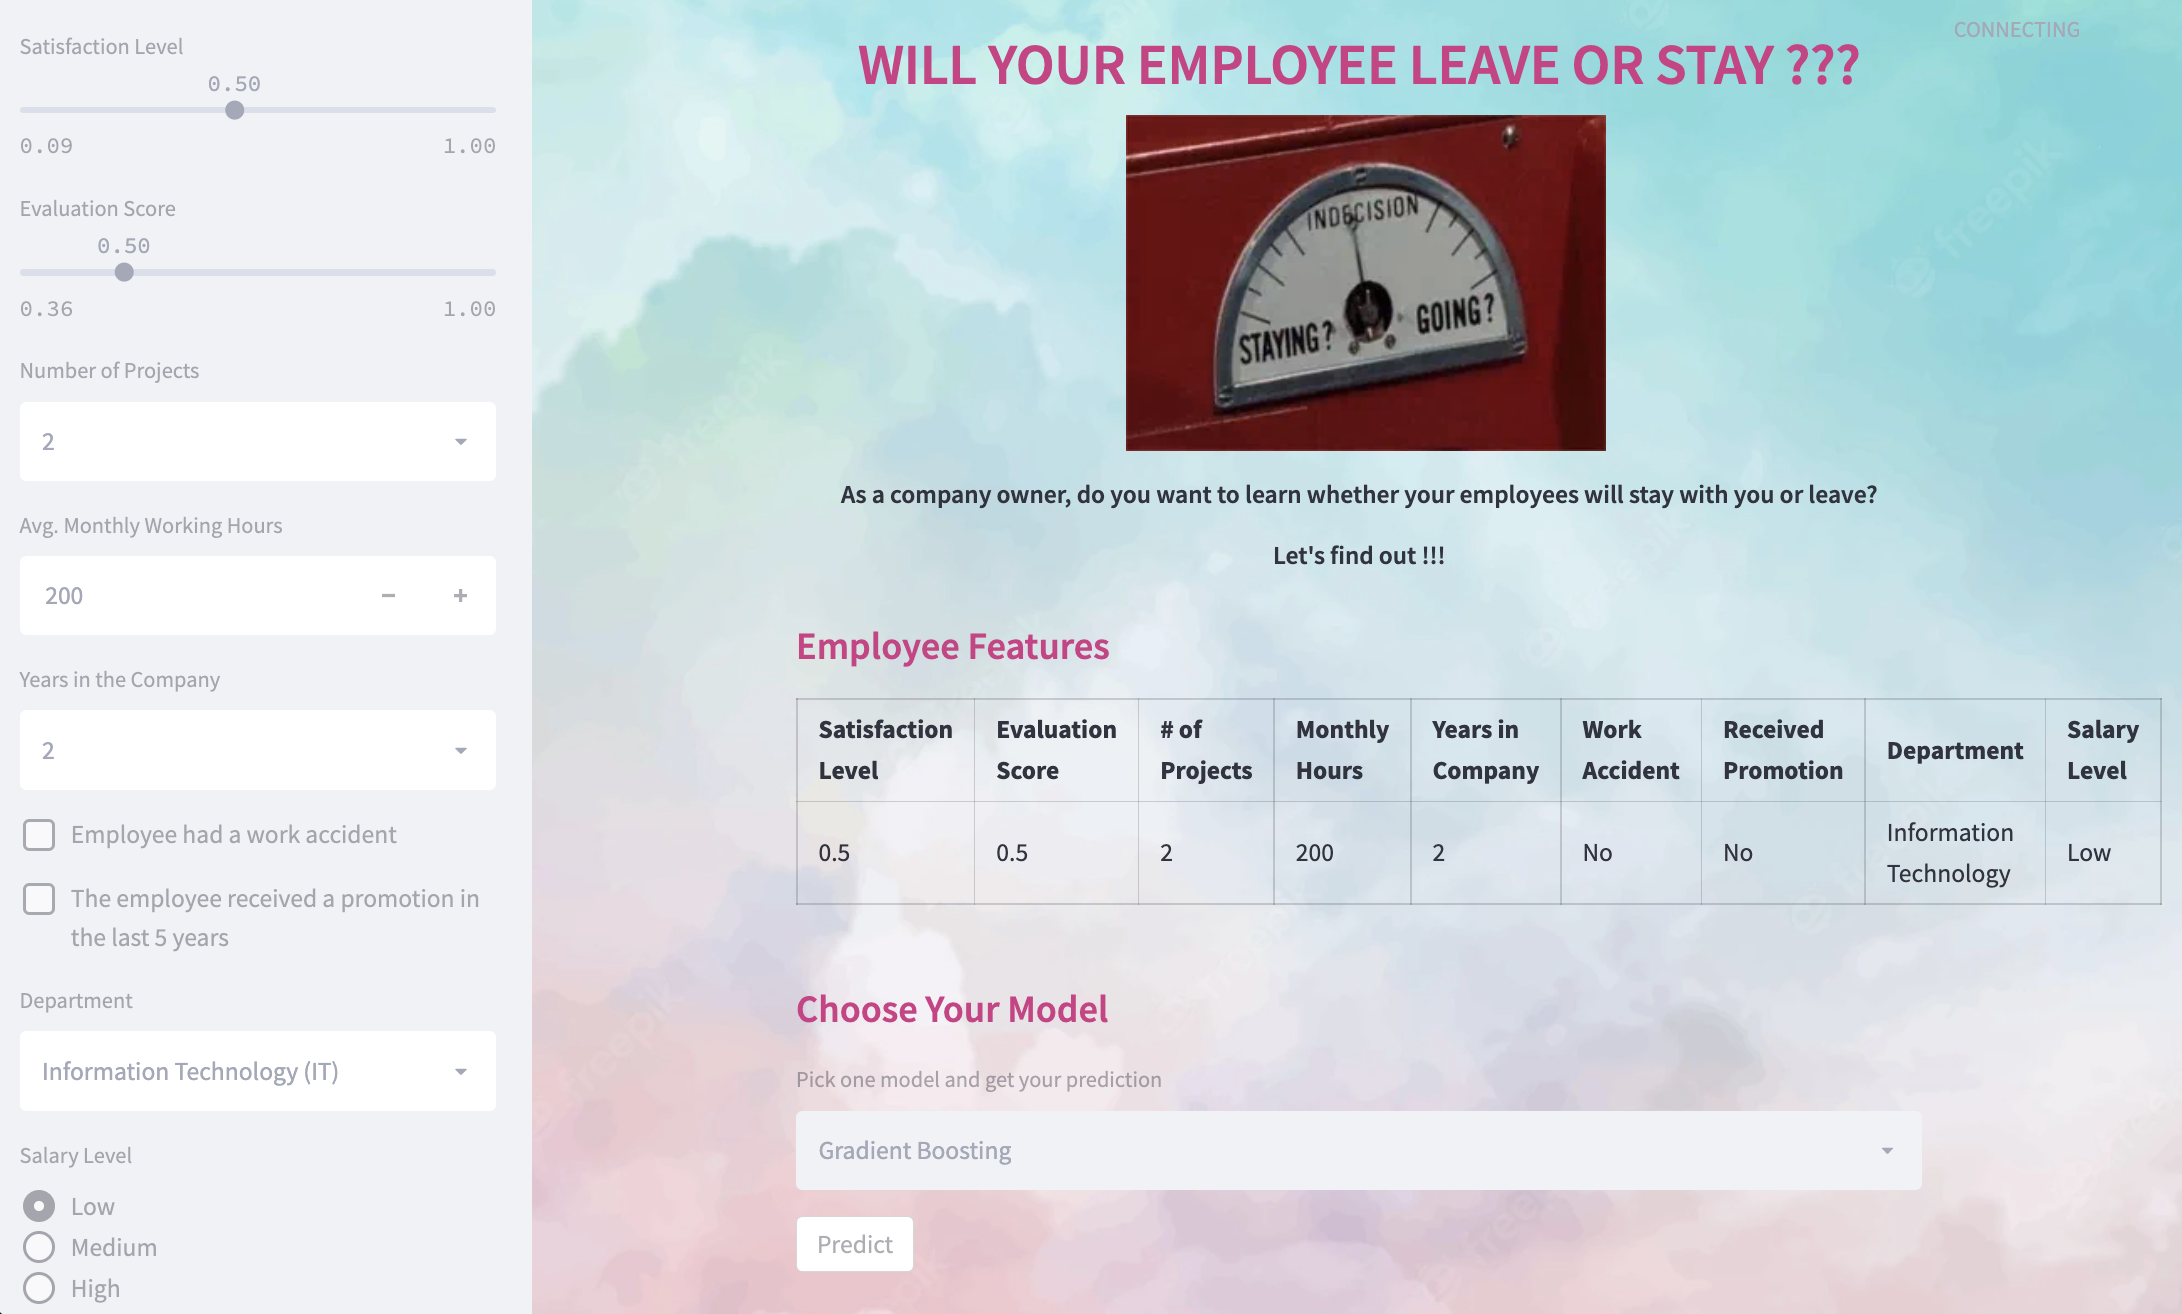 Satisfaction Level
0.50
0.09 1.00
Evaluation Score
0.50
0.36 1.00
Number of Projects
2
Avg. Monthly Working Hours
200 − +
Years in the Company
2
Employee had a work accident
The employee received a promotion in
the last 5 years
Department
Information Technology (IT)
Salary Level
Low
Medium
High
CONNECTING
WILL YOUR EMPLOYEE LEAVE OR STAY ???
INDECISION
STAYING? GOING?
As a company owner, do you want to learn whether your employees will stay with you or leave?
Let's find out !!!
Employee Features
Satisfaction Level Evaluation Score # of Projects Monthly Hours Years in Company Work Accident Received Promotion Department Salary Level
0.5 0.5 2 200 2 No No Information Technology Low
Choose Your Model
Pick one model and get your prediction
Gradient Boosting
Predict
freepik
freepik
freepik